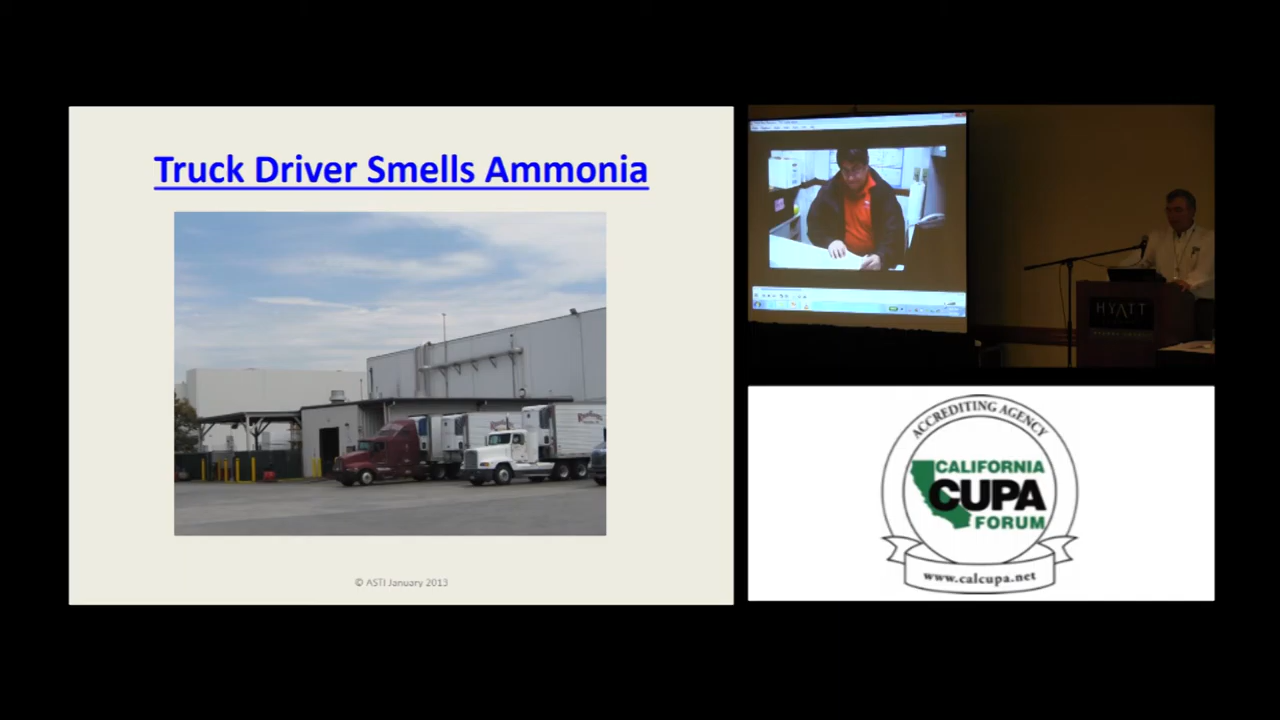 Truck Driver Smells Ammonia
© ASTI January 2013
HYATT
ACCREDITING AGENCY
CALIFORNIA
CUPA
FORUM
www.calcupa.net